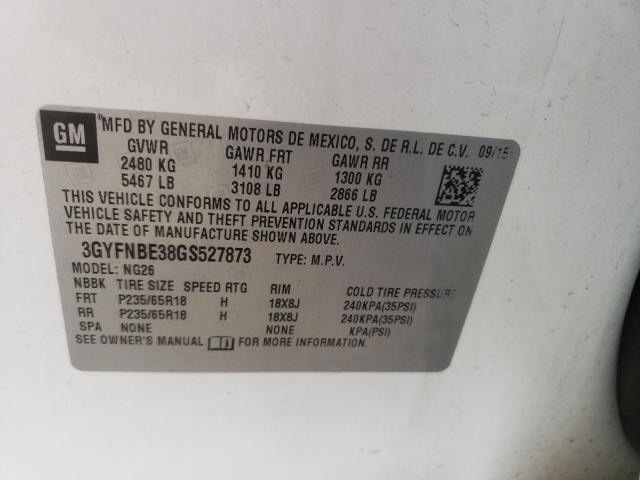 GM ® MFD BY GENERAL MOTORS DE MEXICO, S. DE R.L. DE C.V. 09/15
GVWR GAWR FRT GAWR RR
2480 KG 1410 KG 1300 KG
5467 LB 3108 LB 2866 LB
THIS VEHICLE CONFORMS TO ALL APPLICABLE U.S. FEDERAL MOTOR
VEHICLE SAFETY AND THEFT PREVENTION STANDARDS IN EFFECT ON
THE DATE OF MANUFACTURE SHOWN ABOVE.
3GYFNBE38GS527873 TYPE: M.P.V.
MODEL: NG26
NBBK TIRE SIZE SPEED RTG RIM COLD TIRE PRESSURE
FRT P235/65R18 H 18X8J 240KPA(35PSI)
RR P235/65R18 H 18X8J 240KPA(35PSI)
SPA NONE NONE KPA(PSI)
SEE OWNER'S MANUAL FOR MORE INFORMATION.